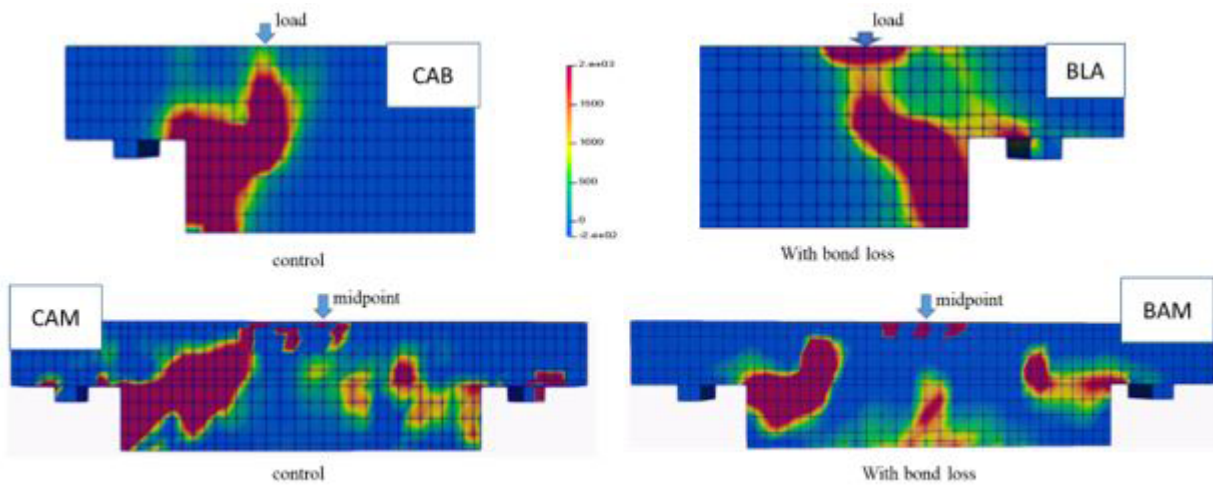 load
load
CAB
BLA
2.e+03
1500
1000
500
0
-2.e+02
control
With bond loss
CAM
midpoint
midpoint
BAM
control
With bond loss